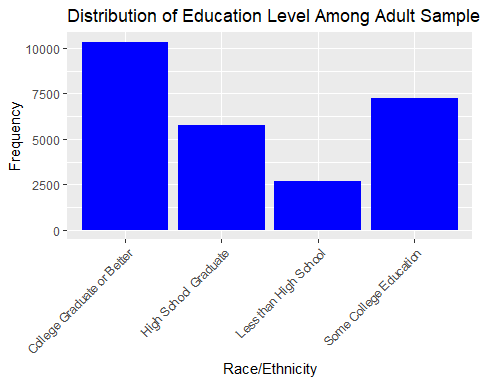 Distribution of Education Level Among Adult Sample
Frequency
10000
7500
5000
2500
0
College Graduate or Better
High School Graduate
Less than High School
Some College Education
Race/Ethnicity